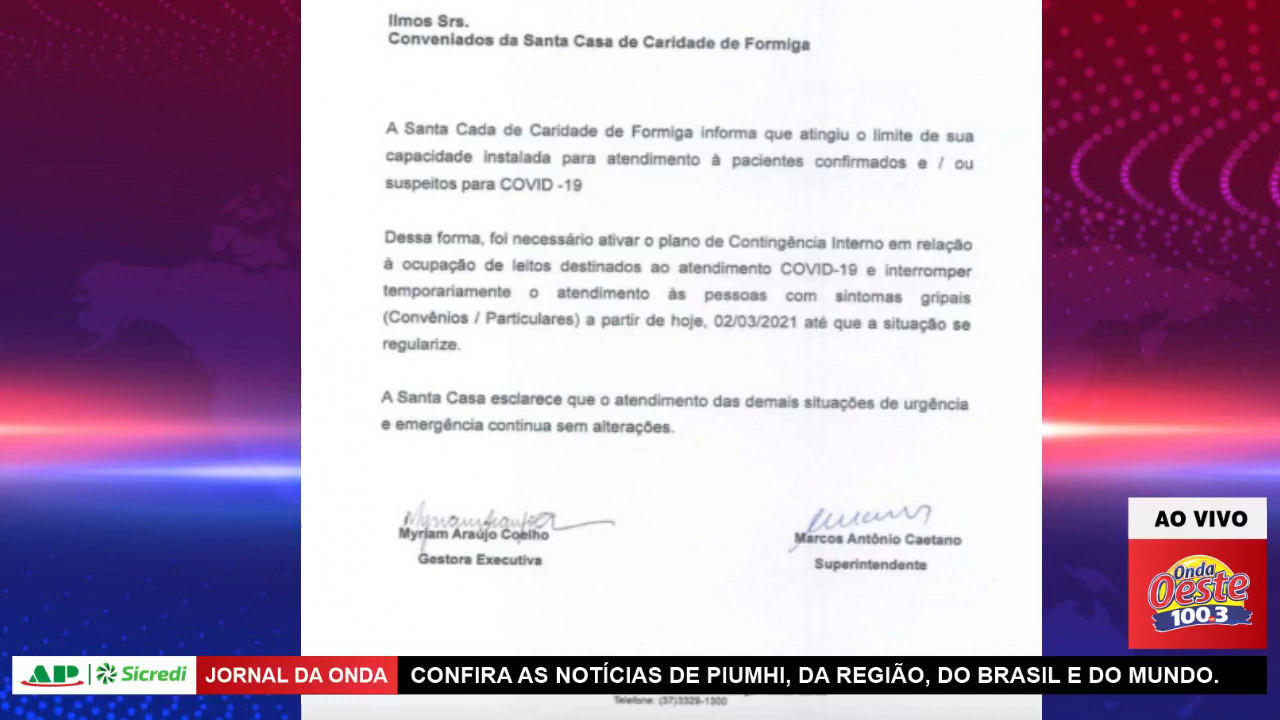 Ilmos Srs.
Conveniados da Santa Casa de Caridade de Formiga
A Santa Cada de Caridade de Formiga informa que atingiu o limite de sua
capacidade instalada para atendimento à pacientes confirmados e / ou
suspeitos para COVID -19
Dessa forma, foi necessário ativar o plano de Contingência Interno em relação
à ocupação de leitos destinados ao atendimento COVID-19 e interromper
temporariamente o atendimento às pessoas com sintomas gripais
(Convênios / Particulares) a partir de hoje, 02/03/2021 até que a situação se
regularize.
A Santa Casa esclarece que o atendimento das demais situações de urgência
e emergência continua sem alterações.
Myriam Araújo Coelho
Gestora Executiva
Marcos Antônio Caetano
Superintendente
AO VIVO
Onda
Oeste
100.3
AP Sicredi
JORNAL DA ONDA
CONFIRA AS NOTÍCIAS DE PIUMHI, DA REGIÃO, DO BRASIL E DO MUNDO.
Telefone: (37)3329-1300